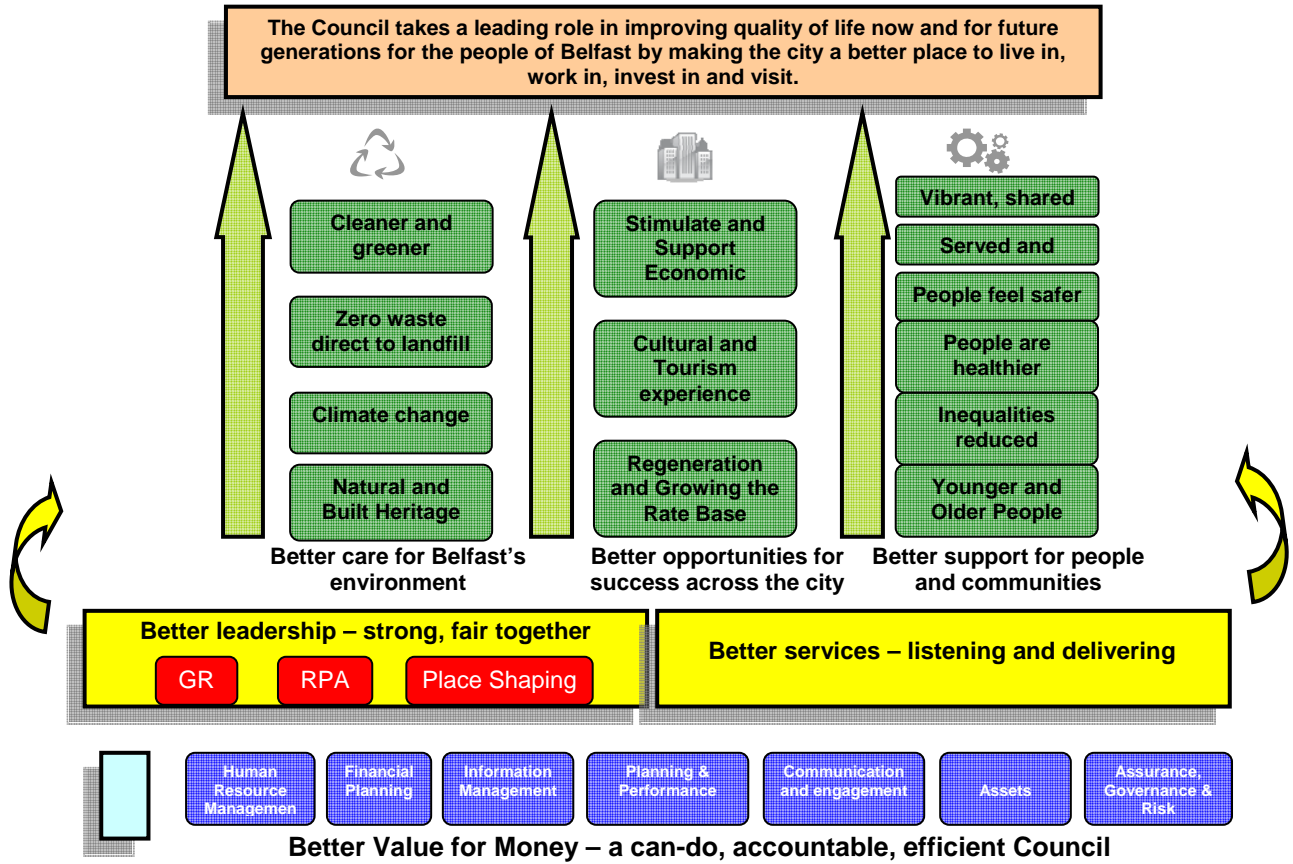 The Council takes a leading role in improving quality of life now and for future
generations for the people of Belfast by making the city a better place to live in,
work in, invest in and visit.
Cleaner and
greener
Zero waste
direct to landfill
Climate change
Natural and
Built Heritage
Better care for Belfast's
environment
Stimulate and
Support
Economic
Cultural and
Tourism
experience
Regeneration
and Growing the
Rate Base
Better opportunities for
success across the city
Vibrant, shared
Served and
People feel safer
People are
healthier
Inequalities
reduced
Younger and
Older People
Better support for people
and communities
Better leadership – strong, fair together
GR
RPA
Place Shaping
Better services – listening and delivering
Human
Resource
Managemen
Financial
Planning
Information
Management
Planning &
Performance
Communication
and engagement
Assets
Assurance,
Governance &
Risk
Better Value for Money – a can-do, accountable, efficient Council